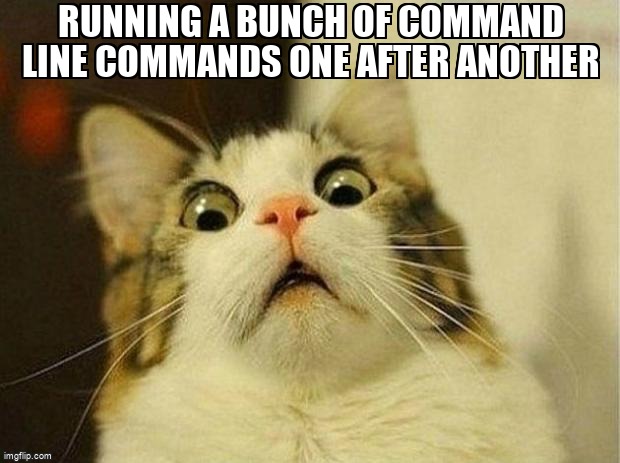 RUNNING A BUNCH OF COMMAND
LINE COMMANDS ONE AFTER ANOTHER
imgflip.com